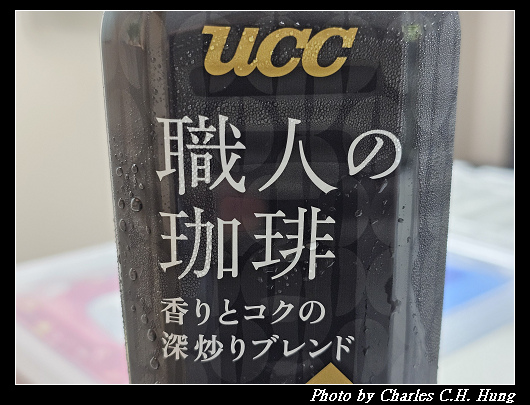 UCC
職人の
珈琲
香りとコクの
深炒りブレンド
Photo by Charles C.H. Hung